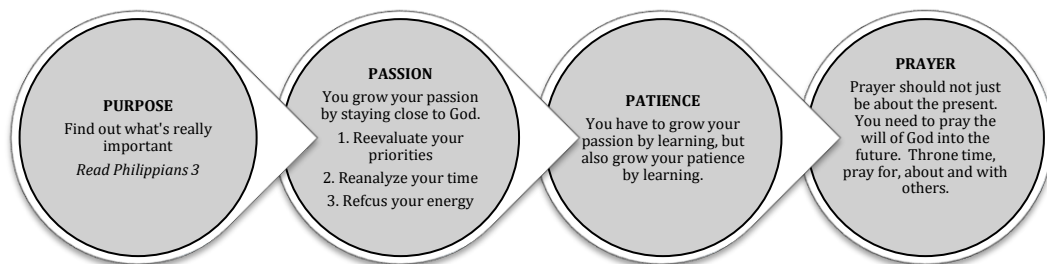 PURPOSE
Find out what's really
important
Read Philippians 3
PASSION
You grow your passion
by staying close to God.
1. Reevaluate your
priorities
2. Reanalyze your time
3. Refcus your energy
PATIENCE
You have to grow your
passion by learning, but
also grow your patience
by learning.
PRAYER
Prayer should not just
be about the present.
You need to pray the
will of God into the
future.  Throne time,
pray for, about and with
others.